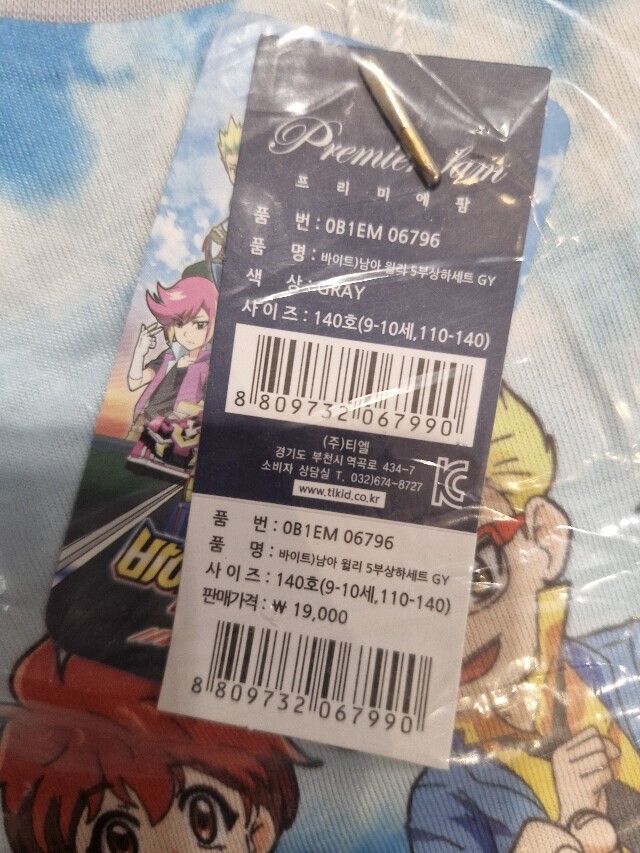 Premier fam
프 리 미 에 팜
품 번 : 0B1EM 06796
품 명 : 바이트)남아 윌리 5부상하세트 GY
색 상 : GRAY
사 이 즈 : 140호(9-10세,110-140)
8 809732 067990
(주)티엘
경기도 부천시 역곡로 434-7
소비자 상담실 T. 032)674-8727
www.tlkid.co.kr
품 번 : 0B1EM 06796
품 명 : 바이트)남아 윌리 5부상하세트 GY
사 이 즈 : 140호(9-10세,110-140)
판매가격 : ₩ 19,000
8 809732 067990
바이